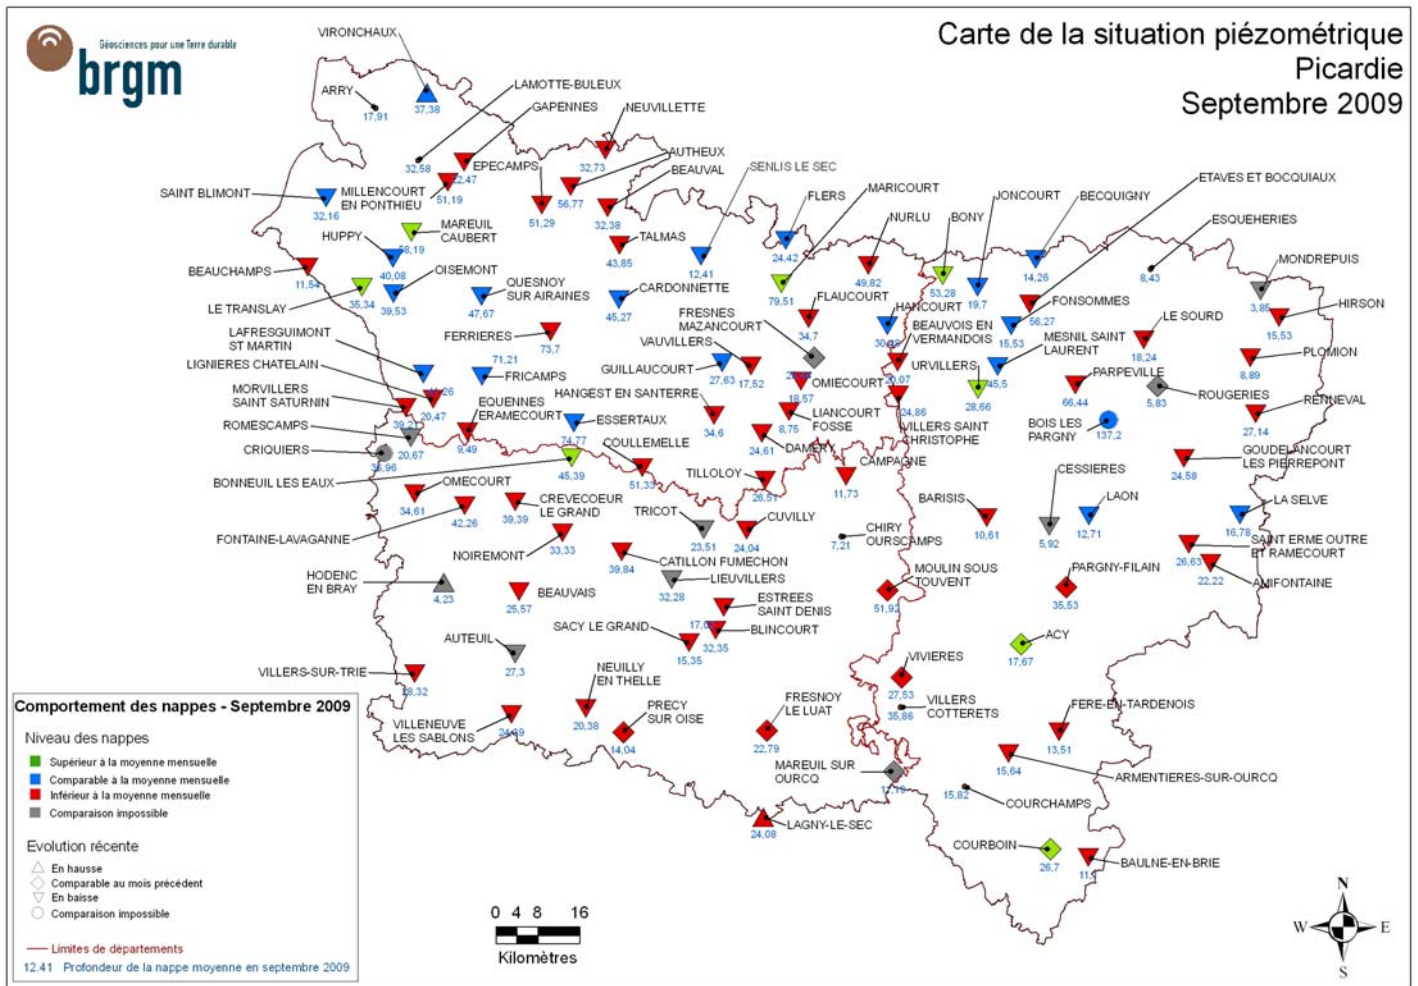 Géosciences pour une Terre durable
brgm
Carte de la situation piézométrique
Picardie
Septembre 2009
VIRONCHAUX
37,38
ARRY
17,91
LAMOTTE-BULEUX
32,58
GAPENNES
NEUVILLETTE
32,73
EPECAMPS
51,29
AUTHEUX
56,77
BEAUVAL
32,38
SENLIS LE SEC
12,41
FLERS
24,42
MARICOURT
79,51
NURLU
49,82
BONY
53,28
JONCOURT
19,7
BECQUIGNY
14,26
ETAVES ET BOCQUIAUX
15,53
ESQUEHERIES
8,43
MONDREPUIS
3,85
HIRSON
15,53
SAINT BLIMONT
32,16
MILLENCOURT
EN PONTHIEU
51,19
MAREUIL
CAUBERT
58,19
HUPPY
40,08
OISEMONT
39,53
BEAUCHAMPS
11,54
LE TRANSLAY
35,34
TALMAS
43,85
QUESNOY
SUR AIRAINES
47,67
CARDONNETTE
45,27
FLAUCOURT
34,7
FRESNES
MAZANCOURT
HANCOURT
BEAUVOIS EN
VERMANDOIS
20,07
FONSOMMES
56,27
MESNIL SAINT
LAURENT
45,5
LE SOURD
18,24
PLOMION
8,89
LAFRESGUIMONT
ST MARTIN
LIGNIERES CHATELAIN
20,47
FERRIERES
73,7
71,21
FRICAMPS
VAUVILLERS
17,52
GUILLAUCOURT
27,63
OMIECOURT
18,57
URVILLERS
28,66
PARPEVILLE
66,44
ROUGERIES
5,83
RENNEVAL
27,14
MORVILLERS
SAINT SATURNIN
ROMESCAMPS
20,67
CRIQUIERS
EQUENNES
ERAMECOURT
9,49
HANGEST EN SANTERRE
34,6
LIANCOURT
FOSSE
8,75
VILLERS SAINT
CHRISTOPHE
24,86
BOIS LES
PARGNY
137,2
ESSERTAUX
74,77
COULLEMELLE
51,33
DAMERY
24,61
CAMPAGNE
11,73
GOUDELANCOURT
LES PIERREPONT
24,58
BONNEUIL LES EAUX
45,39
OMECOURT
34,61
TILLOLOY
26,51
CESSIERES
5,92
LAON
12,71
LA SELVE
16,78
FONTAINE-LAVAGANNE
42,26
CREVECOEUR
LE GRAND
39,39
TRICOT
23,51
CUVILLY
24,04
CHIRY
OURSCAMPS
7,21
BARISIS
10,61
SAINT ERME OUTRE
ET RAMECOURT
26,63
NOIREMONT
33,33
CATILLON FUMECHON
39,84
LIEUVILLERS
32,28
MOULIN SOUS
TOUVENT
51,92
PARGNY-FILAIN
35,53
AMIFONTAINE
22,22
HODENC
EN BRAY
4,23
BEAUVAIS
25,57
ESTREES
SAINT DENIS
SACY LE GRAND
15,35
BLINCOURT
32,35
ACY
17,67
AUTEUIL
27,3
VILLERS-SUR-TRIE
NEUILLY
EN THELLE
20,38
VIVIERES
27,53
VILLERS
COTTERETS
35,86
VILLENEUVE
LES SABLONS
PRECY
SUR OISE
14,04
FRESNOY
LE LUAT
22,79
FERE-EN-TARDENOIS
13,51
MAREUIL SUR
OURCQ
ARMENTIERES-SUR-OURCQ
15,64
COURCHAMPS
15,82
LAGNY-LE-SEC
24,08
COURBOIN
26,7
BAULNE-EN-BRIE
Comportement des nappes - Septembre 2009
Niveau des nappes
Supérieur à la moyenne mensuelle
Comparable à la moyenne mensuelle
Inférieur à la moyenne mensuelle
Comparaison impossible
Evolution récente
En hausse
Comparable au mois précédent
En baisse
Comparaison impossible
Limites de départements
12,41 Profondeur de la nappe moyenne en septembre 2009
0 4 8 16
Kilomètres
N
W E
S